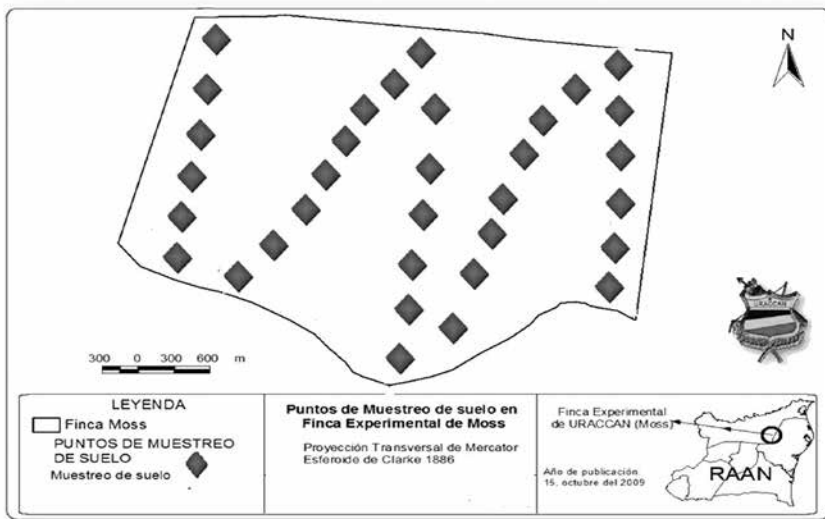 N
URACCAN
300 0 300 600 m
LEYENDA
Finca Moss
PUNTOS DE MUESTREO
DE SUELO
Muestreo de suelo
Puntos de Muestreo de suelo en
Finca Experimental de Moss
Proyección Transversal de Mercator
Esferoide de Clarke 1886
Finca Experimental
de URACCAN (Moss)
RAAN
Año de publicación.
15, octubre del 2009